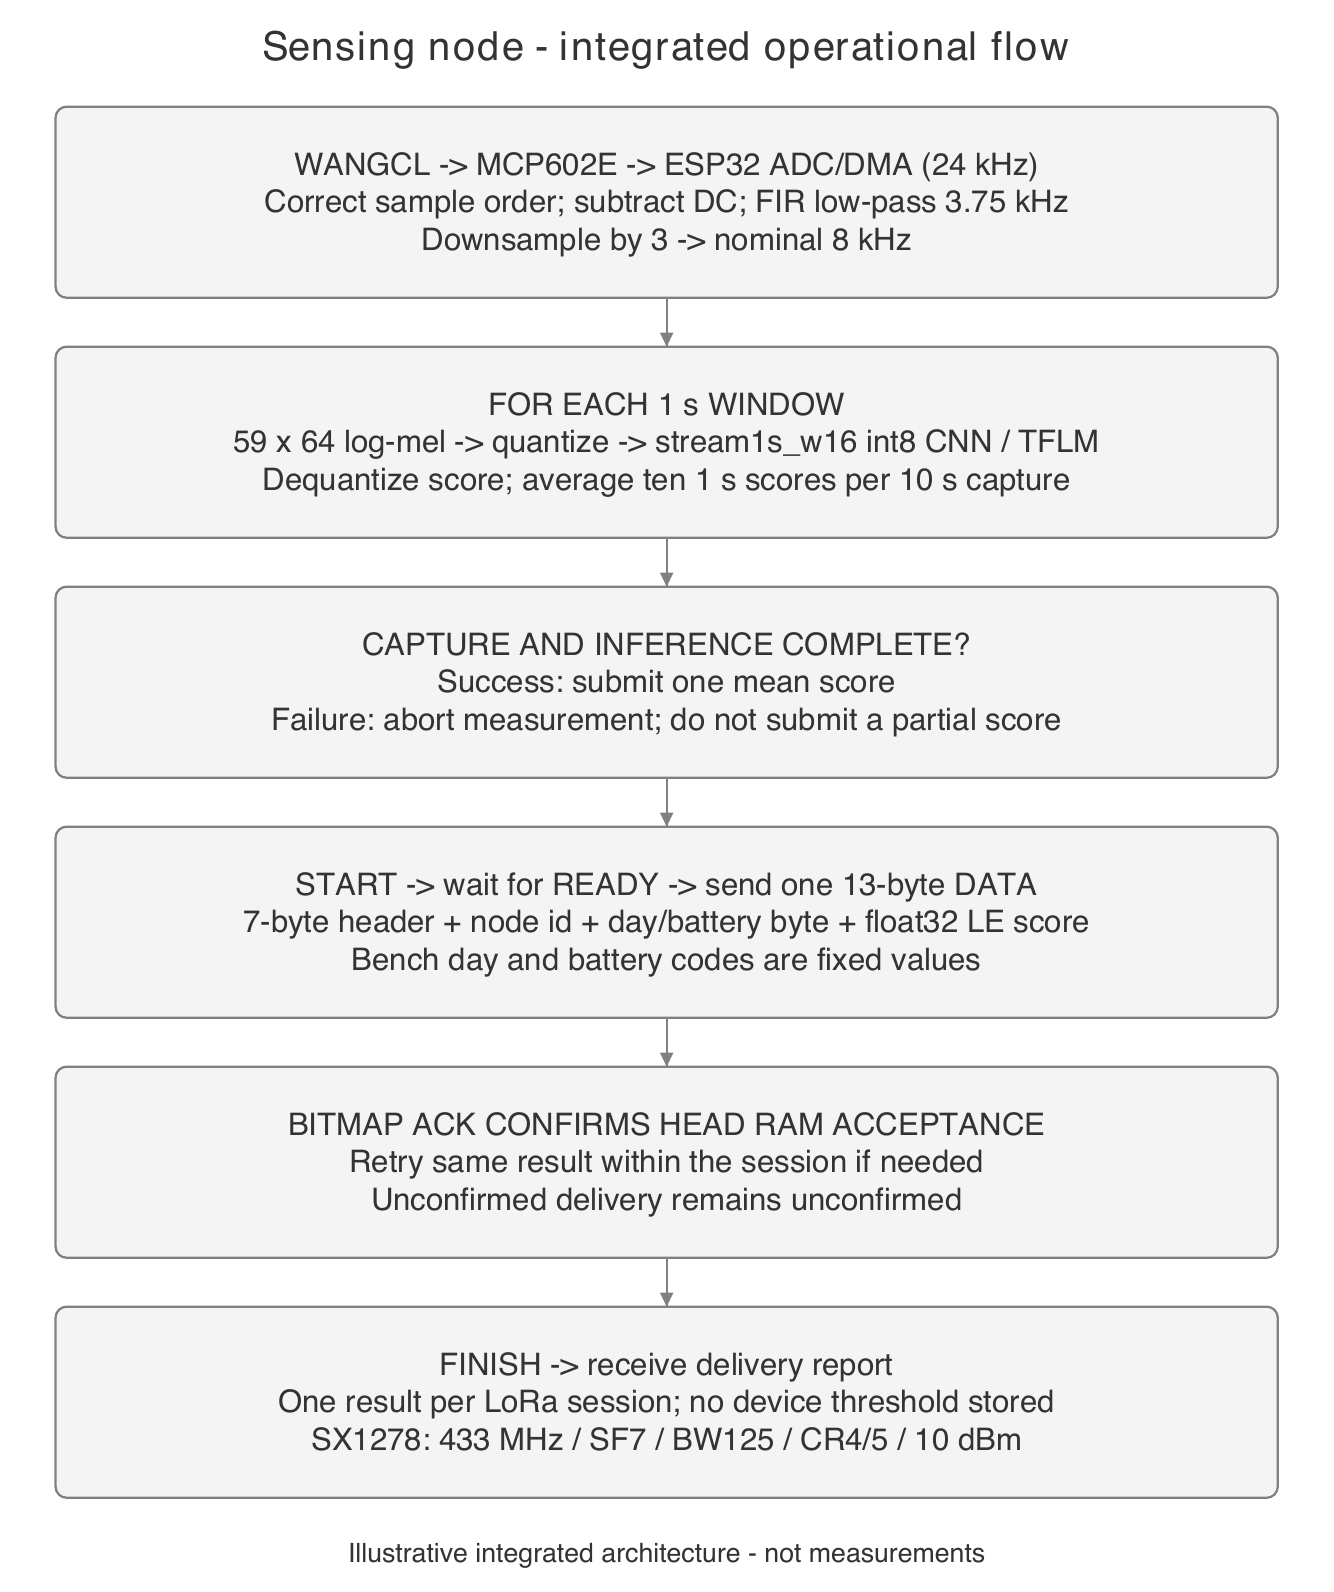 Sensing node - integrated operational flow
WANGCL -> MCP602E -> ESP32 ADC/DMA (24 kHz)
Correct sample order; subtract DC; FIR low-pass 3.75 kHz
Downsample by 3 -> nominal 8 kHz
FOR EACH 1 s WINDOW
59 x 64 log-mel -> quantize -> stream1s_w16 int8 CNN / TFLM
Dequantize score; average ten 1 s scores per 10 s capture
CAPTURE AND INFERENCE COMPLETE?
Success: submit one mean score
Failure: abort measurement; do not submit a partial score
START -> wait for READY -> send one 13-byte DATA
7-byte header + node id + day/battery byte + float32 LE score
Bench day and battery codes are fixed values
BITMAP ACK CONFIRMS HEAD RAM ACCEPTANCE
Retry same result within the session if needed
Unconfirmed delivery remains unconfirmed
FINISH -> receive delivery report
One result per LoRa session; no device threshold stored
SX1278: 433 MHz / SF7 / BW125 / CR4/5 / 10 dBm
Illustrative integrated architecture - not measurements